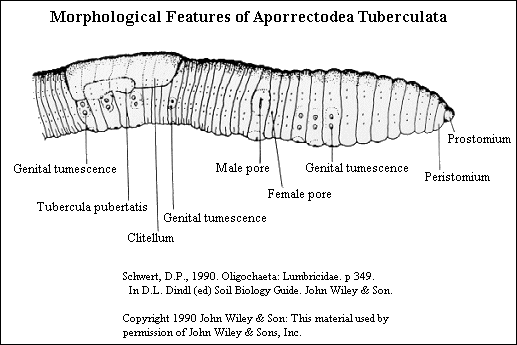 Morphological Features of Aporrectodea Tuberculata
Prostomium
Genital tumescence
Male pore
Genital tumescence
Peristomium
Female pore
Tubercula pubertatis
Genital tumescence
Clitellum
Schwert, D.P., 1990. Oligochaeta: Lumbricidae. p 349.
In D.L. Dindl (ed) Soil Biology Guide. John Wiley & Son.
Copyright 1990 John Wiley & Son: This material used by
permission of John Wiley & Sons, Inc.